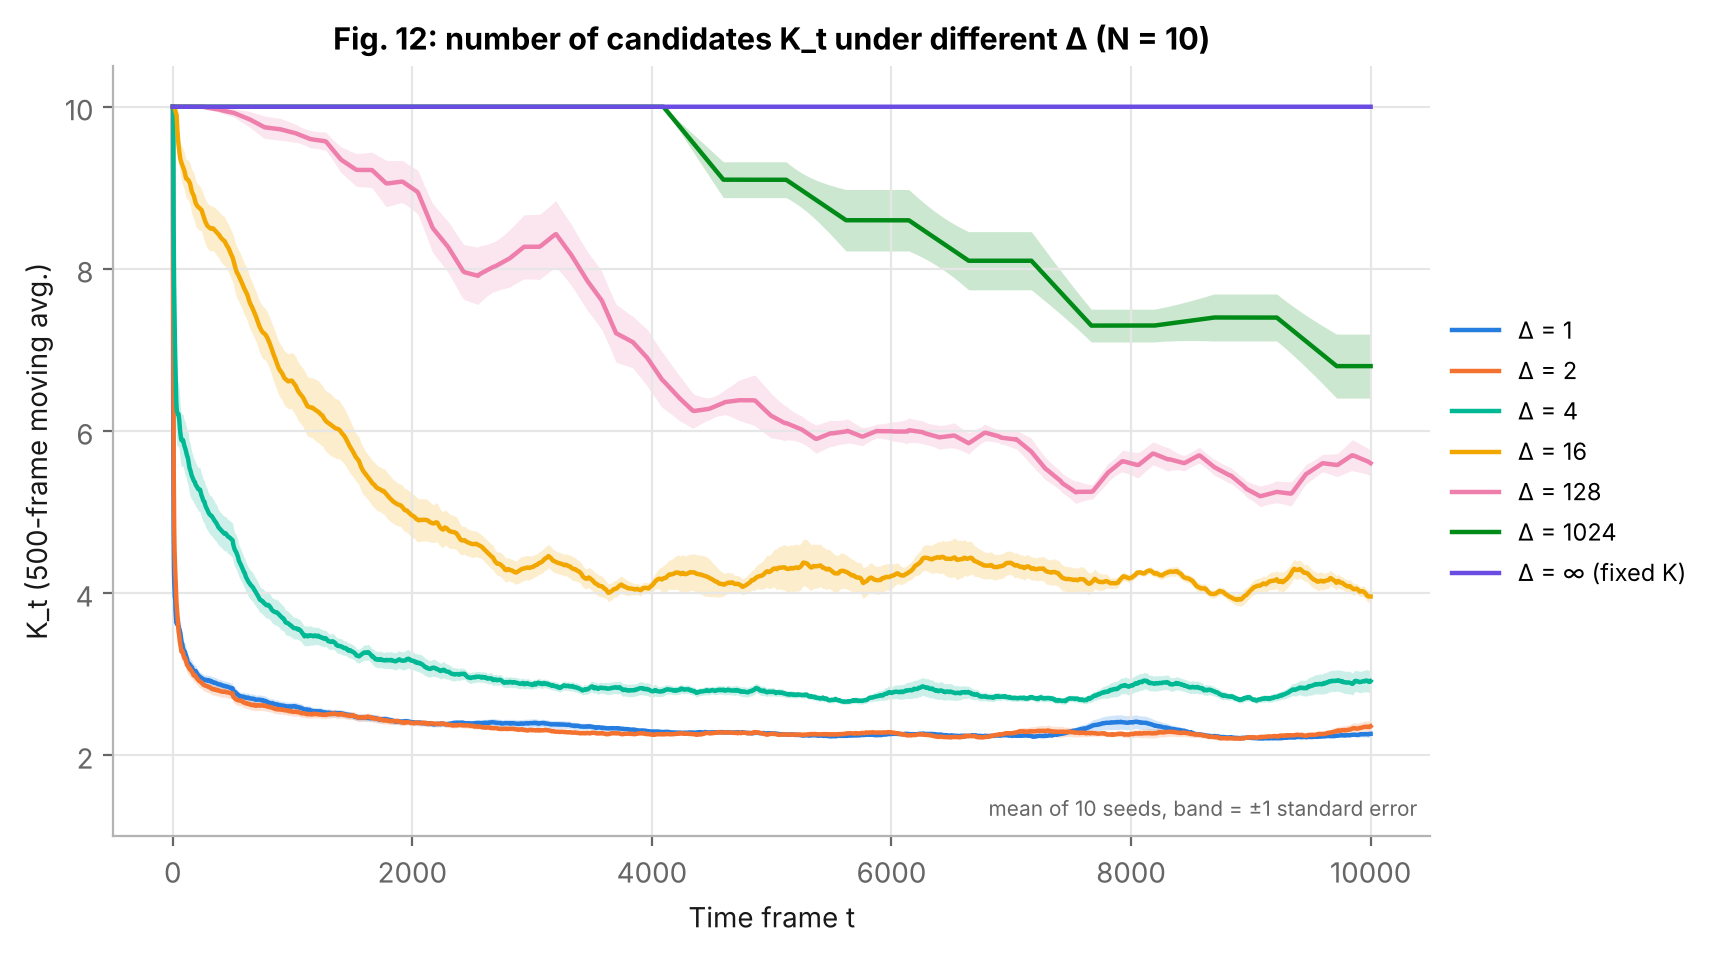 Fig. 12: number of candidates K_t under different Δ (N = 10)
K_t (500-frame moving avg.)
10
8
6
4
2
Δ = 1
Δ = 2
Δ = 4
Δ = 16
Δ = 128
Δ = 1024
Δ = ∞ (fixed K)
mean of 10 seeds, band = ±1 standard error
0 2000 4000 6000 8000 10000
Time frame t